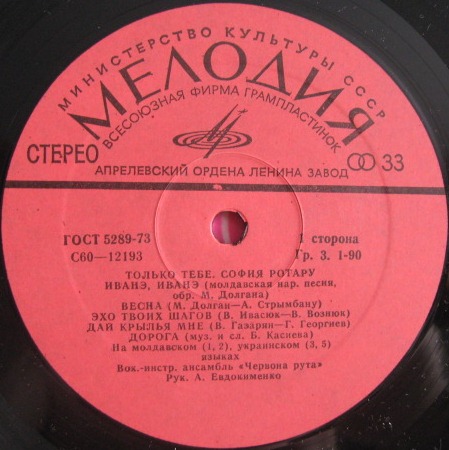 МИНИСТЕРСТВО КУЛЬТУРЫ СССР
МЕЛОДИЯ
ВСЕСОЮЗНАЯ ФИРМА ГРАМПЛАСТИНОК
СТЕРЕО
33
АПРЕЛЕВСКИЙ ОРДЕНА ЛЕНИНА ЗАВОД
ГОСТ 5289-73
1 сторона
С60—12193
Гр. 3. 1-90
ТОЛЬКО ТЕБЕ. СОФИЯ РОТАРУ
ИВАНЭ, ИВАНЭ (молдавская нар. песня,
обр. М. Долгана)
ВЕСНА (М. Долган—А. Стрымбану)
ЭХО ТВОИХ ШАГОВ (В. Ивасюк—В. Вознюк)
ДАЙ КРЫЛЬЯ МНЕ (В. Газарян—Г. Георгиев)
ДОРОГА (муз. и сл. Б. Каснева)
На молдавском (1, 2), украинском (3, 5)
языках
Вок.-инстр. ансамбль «Червона рута»
Рук. А. Евдокименко